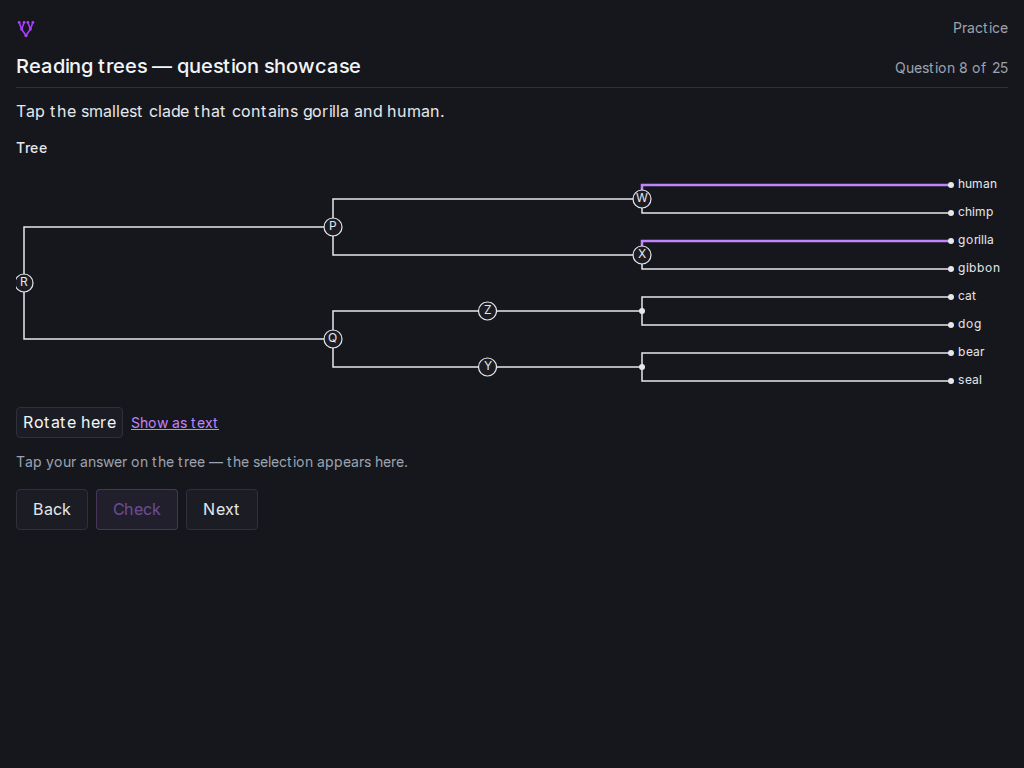 Practice
Reading trees — question showcase
Question 8 of 25
Tap the smallest clade that contains gorilla and human.
Tree
human
W
chimp
P
gorilla
X
gibbon
R
cat
Z
dog
Q
bear
Y
seal
Rotate here
Show as text
Tap your answer on the tree — the selection appears here.
Back
Check
Next